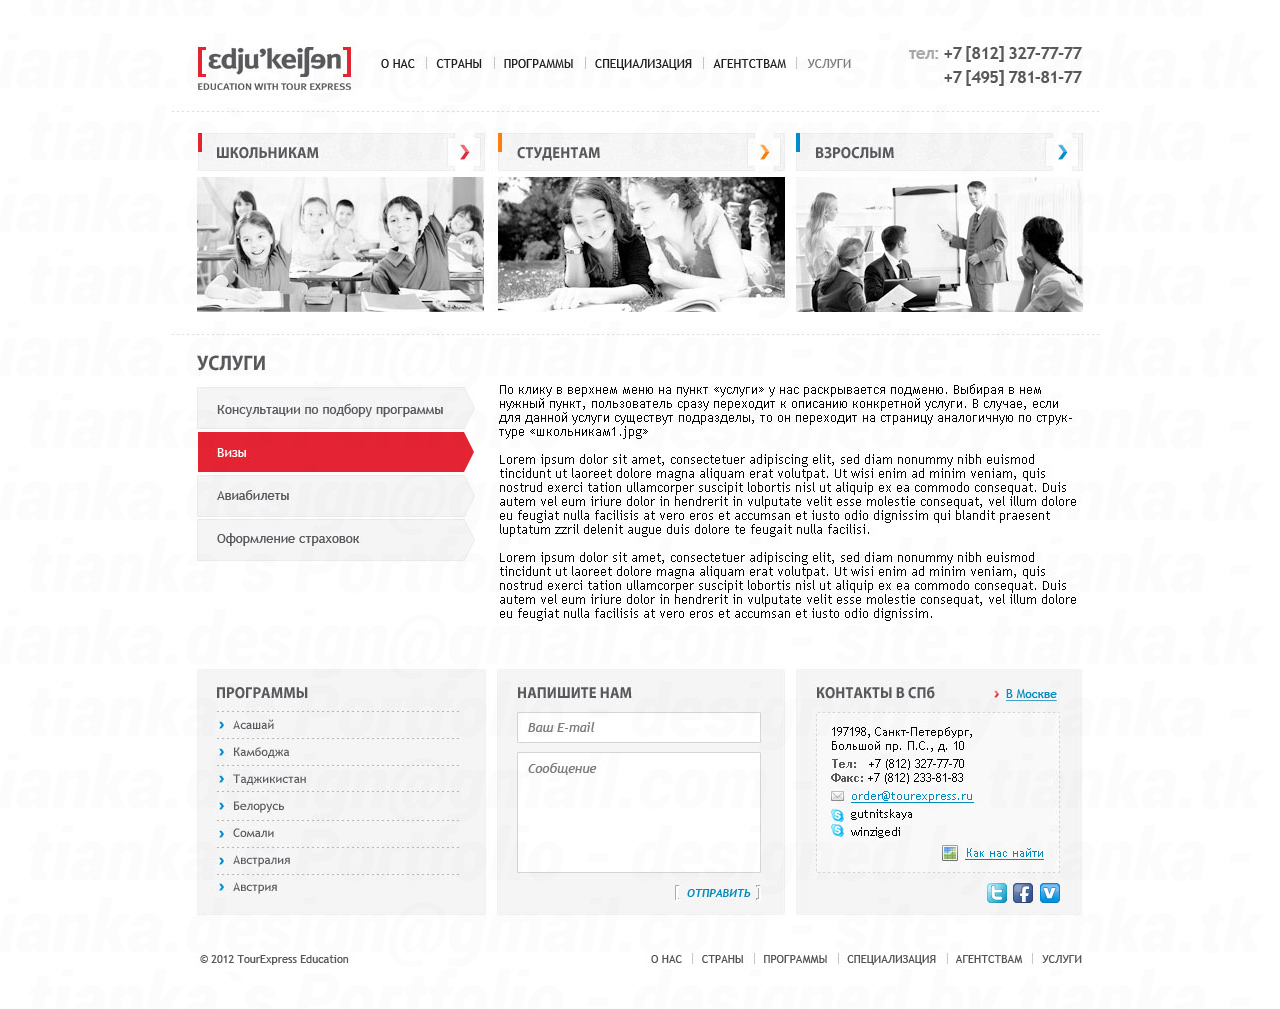 [ɛdju’keiʃən]
EDUCATION WITH TOUR EXPRESS
О НАС
СТРАНЫ
ПРОГРАММЫ
СПЕЦИАЛИЗАЦИЯ
АГЕНТСТВАМ
УСЛУГИ
тел: +7 [812] 327-77-77
+7 [495] 781-81-77
ШКОЛЬНИКАМ
СТУДЕНТАМ
ВЗРОСЛЫМ
УСЛУГИ
Консультации по подбору программы
Визы
Авиабилеты
Оформление страховок
По клику в верхнем меню на пункт «услуги» у нас раскрывается подменю. Выбирая в нем
нужный пункт, пользователь сразу переходит к описанию конкретной услуги. В случае, если
для данной услуги существут подразделы, то он переходит на страницу аналогичную по струк-
туре «школьникам1.jpg»
Lorem ipsum dolor sit amet, consectetuer adipiscing elit, sed diam nonummy nibh euismod
tincidunt ut laoreet dolore magna aliquam erat volutpat. Ut wisi enim ad minim veniam, quis
nostrud exerci tation ullamcorper suscipit lobortis nisl ut aliquip ex ea commodo consequat. Duis
autem vel eum iriure dolor in hendrerit in vulputate velit esse molestie consequat, vel illum dolore
eu feugiat nulla facilisis at vero eros et accumsan et iusto odio dignissim qui blandit praesent
luptatum zzril delenit augue duis dolore te feugait nulla facilisi.
Lorem ipsum dolor sit amet, consectetuer adipiscing elit, sed diam nonummy nibh euismod
tincidunt ut laoreet dolore magna aliquam erat volutpat. Ut wisi enim ad minim veniam, quis
nostrud exerci tation ullamcorper suscipit lobortis nisl ut aliquip ex ea commodo consequat. Duis
autem vel eum iriure dolor in hendrerit in vulputate velit esse molestie consequat, vel illum dolore
eu feugiat nulla facilisis at vero eros et accumsan et iusto odio dignissim.
ПРОГРАММЫ
Асашай
Камбоджа
Таджикистан
Белорусь
Сомали
Австралия
Австрия
НАПИШИТЕ НАМ
Ваш E-mail
Сообщение
ОТПРАВИТЬ
КОНТАКТЫ В СПб
В Москве
197198, Санкт-Петербург,
Большой пр. П.С., д. 10
Тел: +7 (812) 327-77-70
Факс: +7 (812) 233-81-83
order@tourexpress.ru
gutnitskaya
winzigedi
Как нас найти
© 2012 TourExpress Education
О НАС
СТРАНЫ
ПРОГРАММЫ
СПЕЦИАЛИЗАЦИЯ
АГЕНТСТВАМ
УСЛУГИ